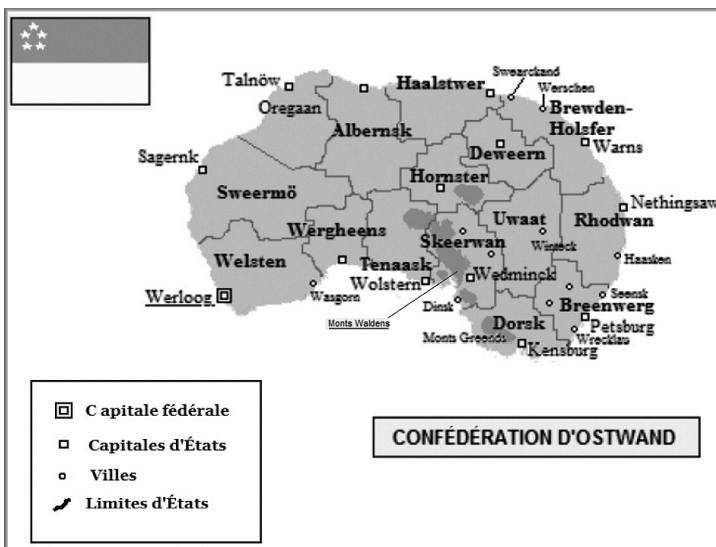 Swearckand
Talnöw
Haalstwer
Werschen
Oregaan
Brewden-
Holsfer
Albernsk
Warns
Deweern
Sagernk
Hornster
Sweermö
Nethingsaw
Uwaat
Rhodwan
Wergheens
Skeerwan
Winteck
Welsten
Tenaask
Haasken
Wedminck
Wolstern
Werloog
Wasgorn
Seensk
Dinsk
Breenwerg
Monts Waldens
Dorsk
Petsburg
Monts Greends
Wrecklau
Kensburg
C apitale fédérale
Capitales d'États
Villes
Limites d'États
CONFÉDÉRATION D'OSTWAND